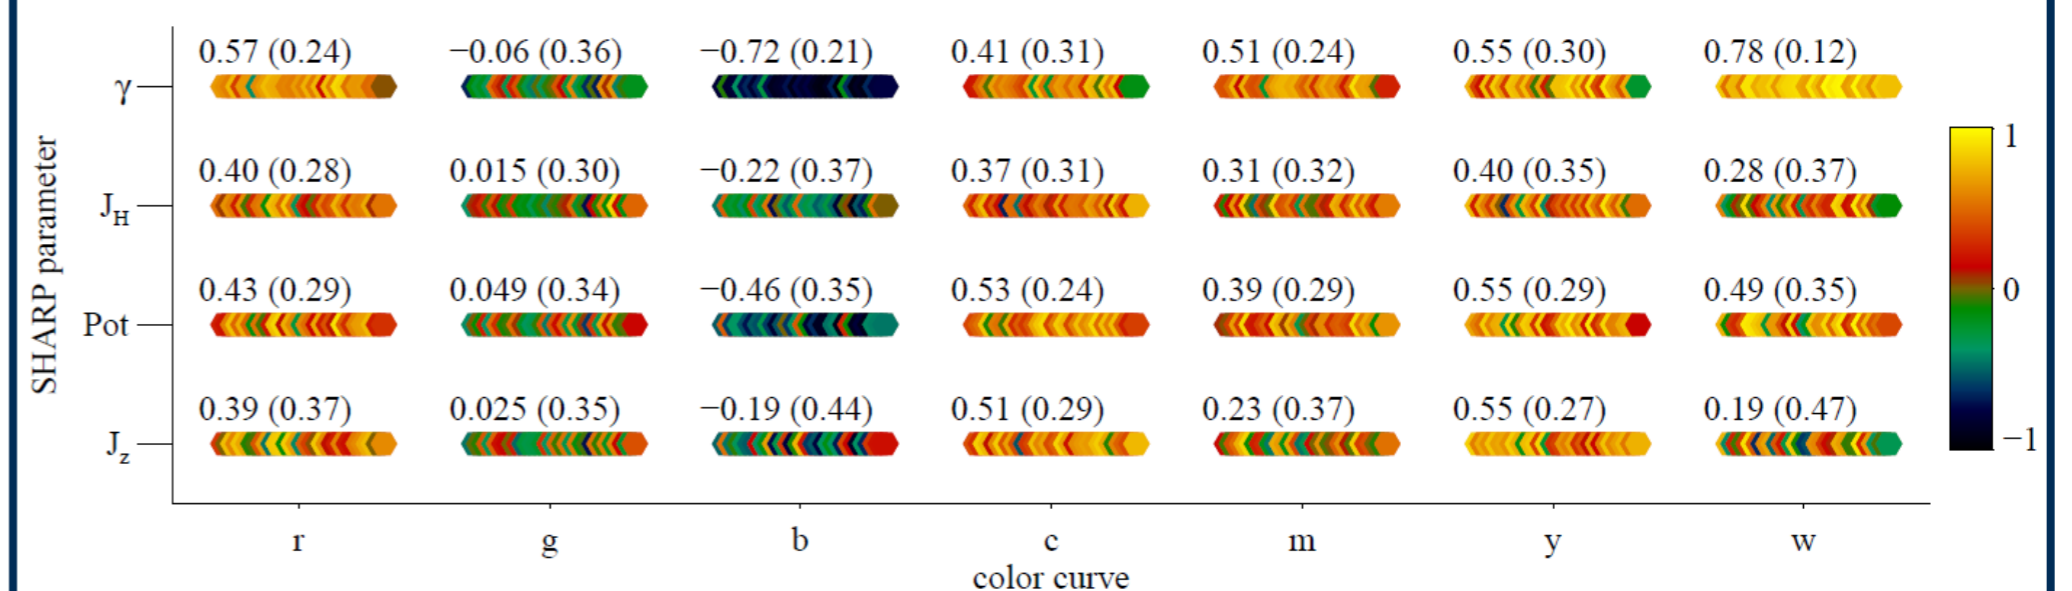 0.57 (0.24) −0.06 (0.36) −0.72 (0.21) 0.41 (0.31) 0.51 (0.24) 0.55 (0.30) 0.78 (0.12)
γ
0.40 (0.28) 0.015 (0.30) −0.22 (0.37) 0.37 (0.31) 0.31 (0.32) 0.40 (0.35) 0.28 (0.37)
J_H
0.43 (0.29) 0.049 (0.34) −0.46 (0.35) 0.53 (0.24) 0.39 (0.29) 0.55 (0.29) 0.49 (0.35)
Pot
0.39 (0.37) 0.025 (0.35) −0.19 (0.44) 0.51 (0.29) 0.23 (0.37) 0.55 (0.27) 0.19 (0.47)
J_z
SHARP parameter
r g b c m y w
color curve
1
0
−1